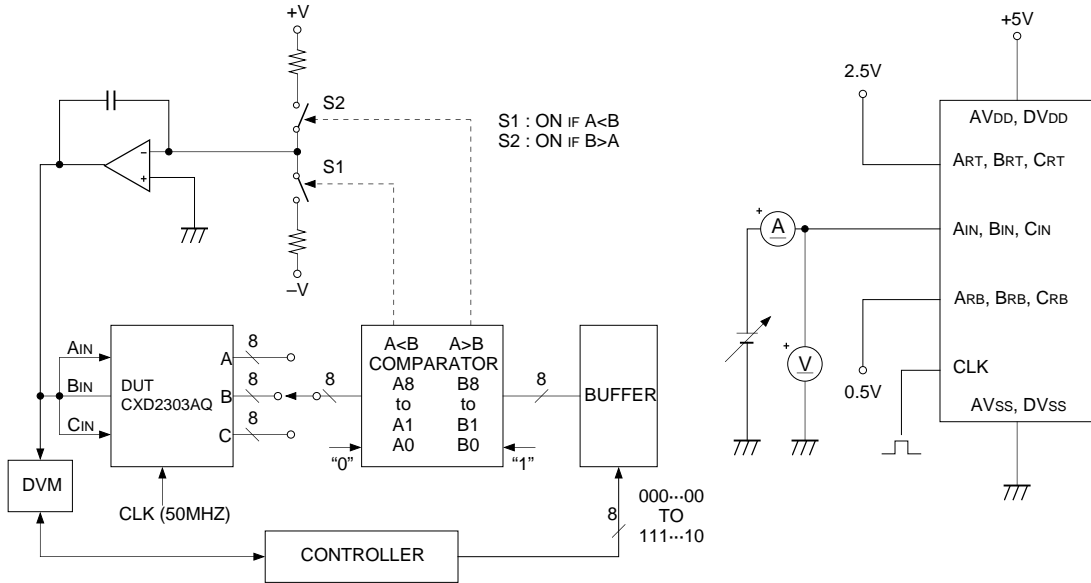 +V
S2
S1 : ON IF A<B
S2 : ON IF B>A
–
+
S1
–V
AIN
BIN
CIN
DUT
CXD2303AQ
A
B
C
8
8
8
8
A<B A>B
COMPARATOR
A8 B8
to to
A1 B1
A0 B0
"0"
"1"
8
BUFFER
DVM
CLK (50MHZ)
CONTROLLER
8
000···00
TO
111···10
+5V
2.5V
AVDD, DVDD
ART, BRT, CRT
+
A
AIN, BIN, CIN
ARB, BRB, CRB
+
V
0.5V
CLK
AVSS, DVSS